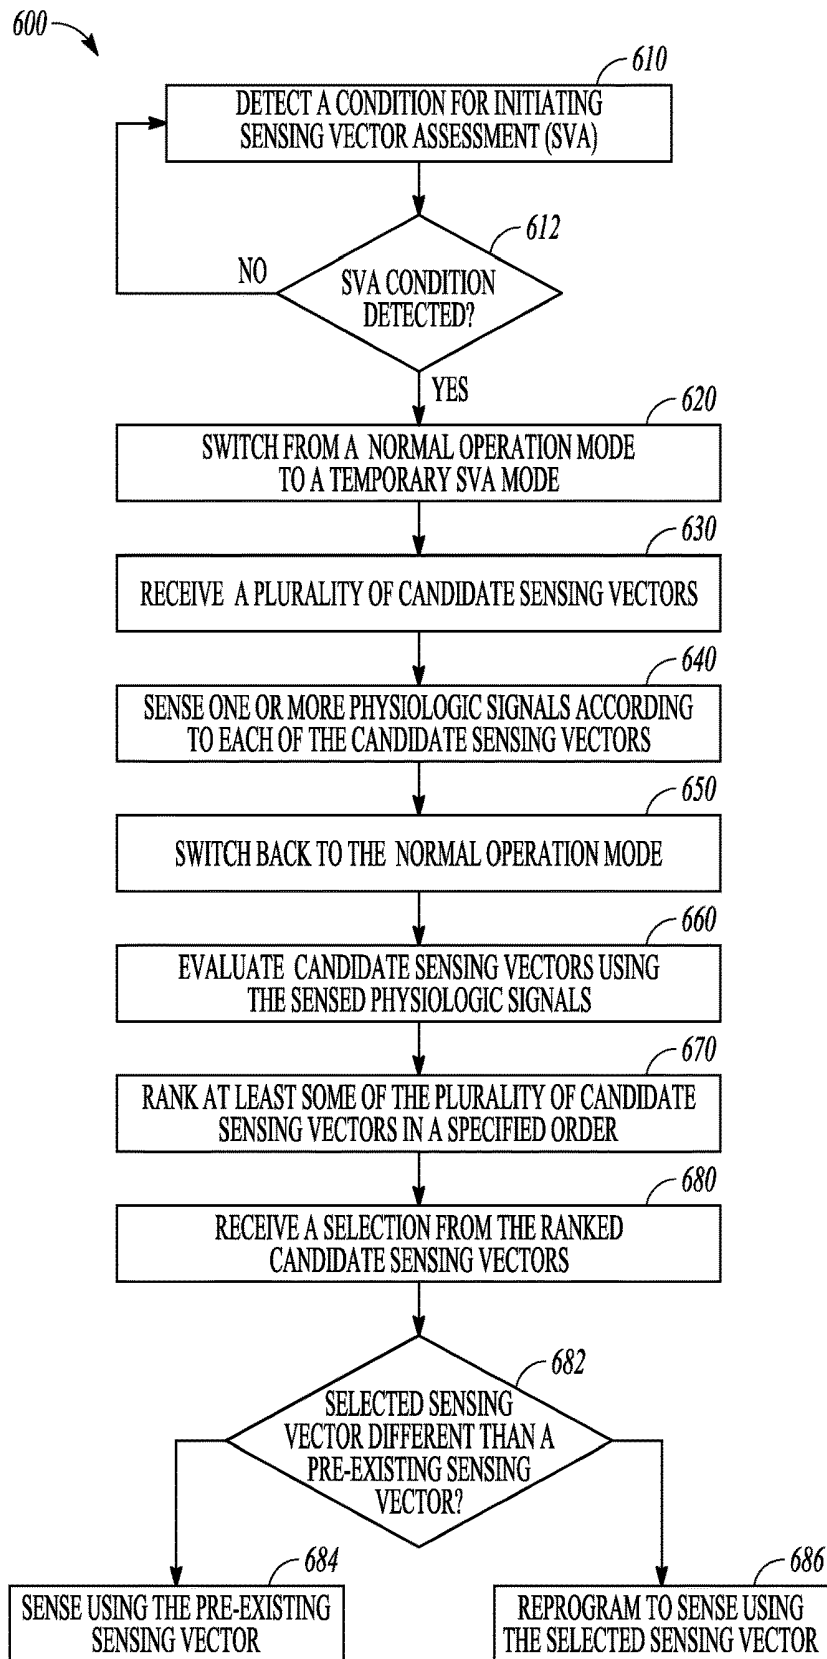 600
610
DETECT A CONDITION FOR INITIATING
SENSING VECTOR ASSESSMENT (SVA)
612
NO
SVA CONDITION
DETECTED?
YES
620
SWITCH FROM A NORMAL OPERATION MODE
TO A TEMPORARY SVA MODE
630
RECEIVE A PLURALITY OF CANDIDATE SENSING VECTORS
640
SENSE ONE OR MORE PHYSIOLOGIC SIGNALS ACCORDING
TO EACH OF THE CANDIDATE SENSING VECTORS
650
SWITCH BACK TO THE NORMAL OPERATION MODE
660
EVALUATE CANDIDATE SENSING VECTORS USING
THE SENSED PHYSIOLOGIC SIGNALS
670
RANK AT LEAST SOME OF THE PLURALITY OF CANDIDATE
SENSING VECTORS IN A SPECIFIED ORDER
680
RECEIVE A SELECTION FROM THE RANKED
CANDIDATE SENSING VECTORS
682
SELECTED SENSING
VECTOR DIFFERENT THAN A
PRE-EXISTING SENSING
VECTOR?
684
SENSE USING THE PRE-EXISTING
SENSING VECTOR
686
REPROGRAM TO SENSE USING
THE SELECTED SENSING VECTOR